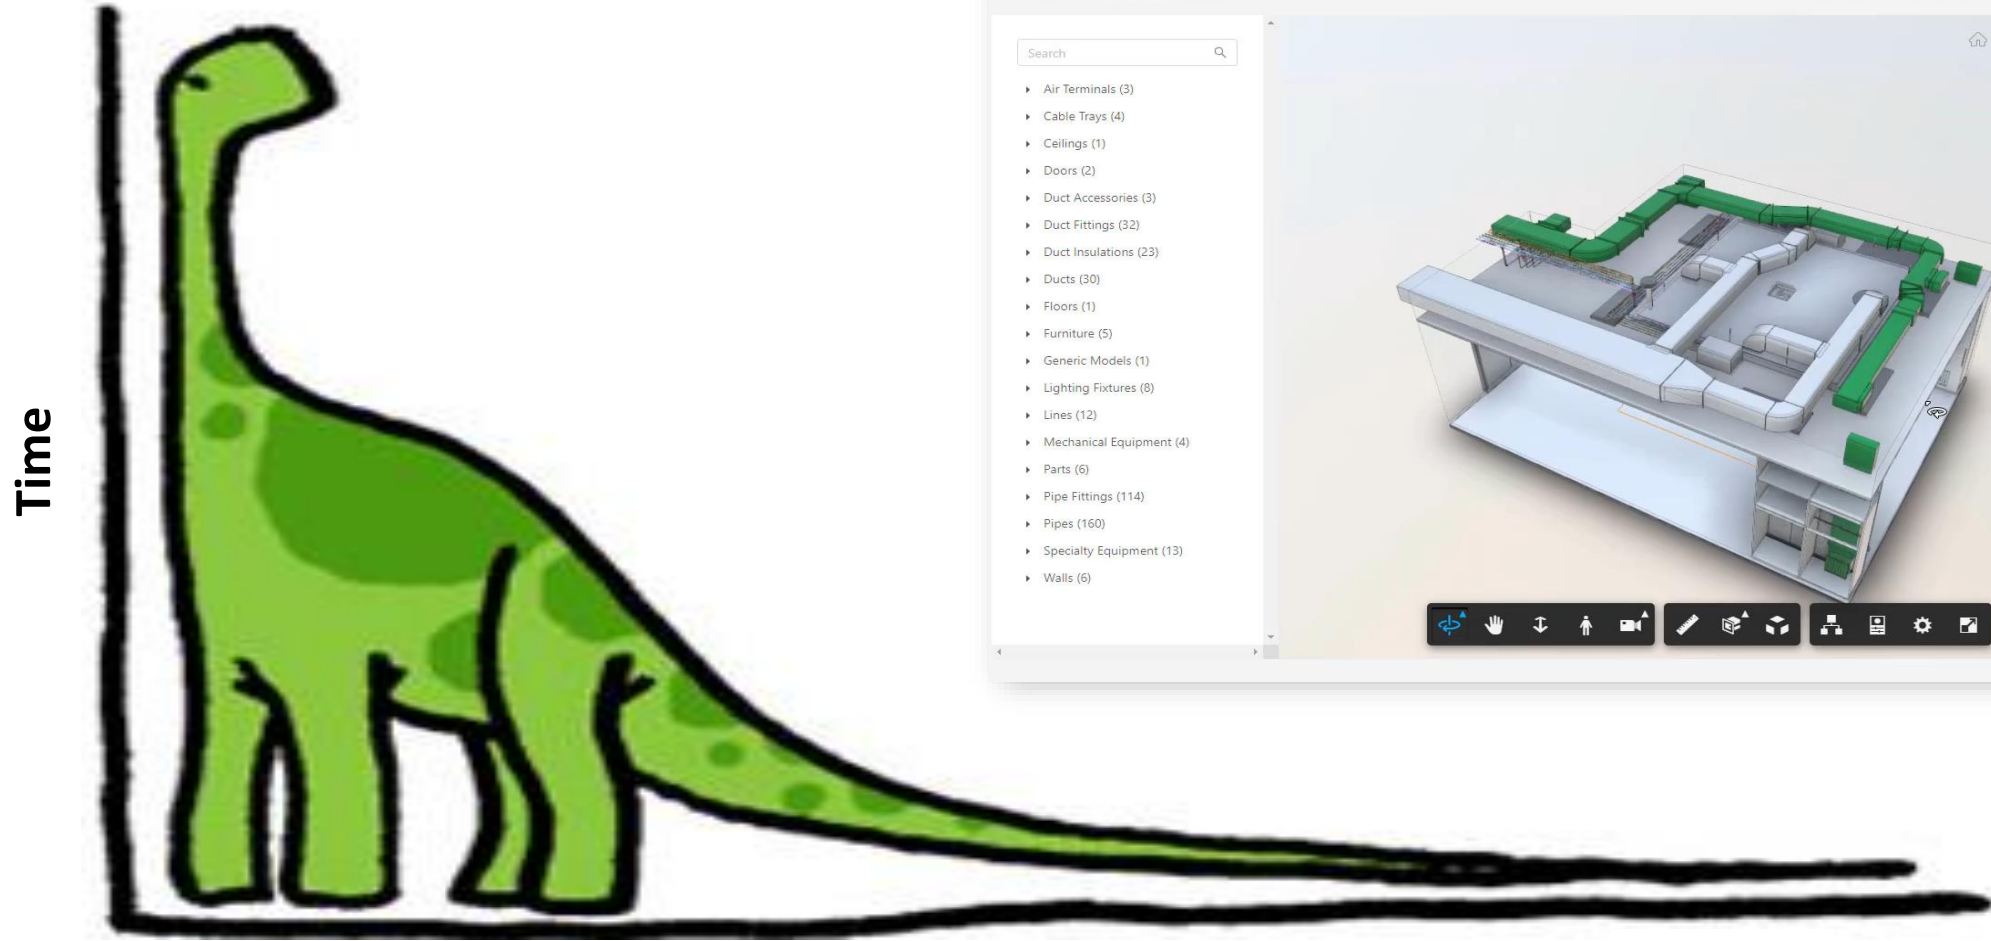 Time
Search
Air Terminals (3)
Cable Trays (4)
Ceilings (1)
Doors (2)
Duct Accessories (3)
Duct Fittings (32)
Duct Insulations (23)
Ducts (30)
Floors (1)
Furniture (5)
Generic Models (1)
Lighting Fixtures (8)
Lines (12)
Mechanical Equipment (4)
Parts (6)
Pipe Fittings (114)
Pipes (160)
Specialty Equipment (13)
Walls (6)